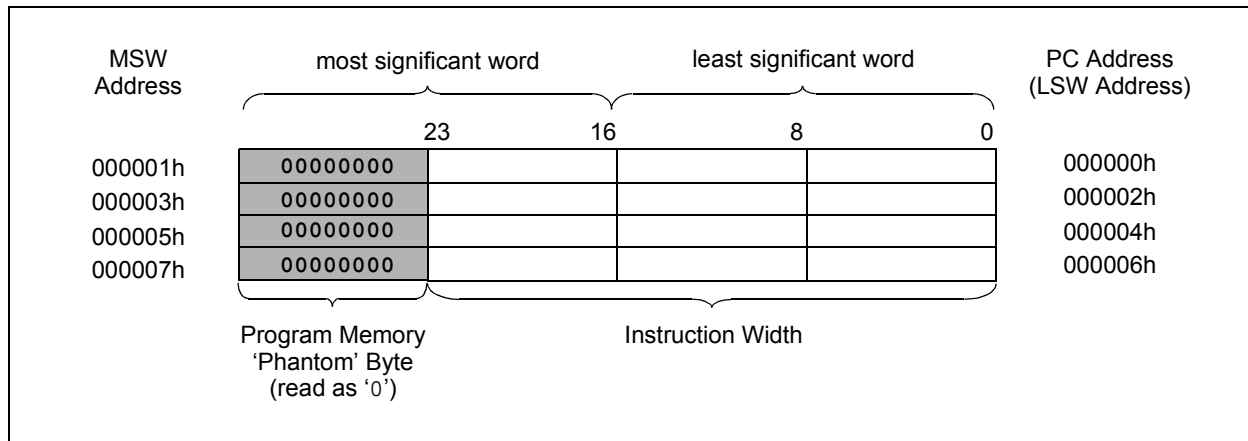 MSW
Address
most significant word
least significant word
PC Address
(LSW Address)
23 16 8 0
000001h 00000000 000000h
000003h 00000000 000002h
000005h 00000000 000004h
000007h 00000000 000006h
Program Memory
‘Phantom’ Byte
(read as ‘0’)
Instruction Width